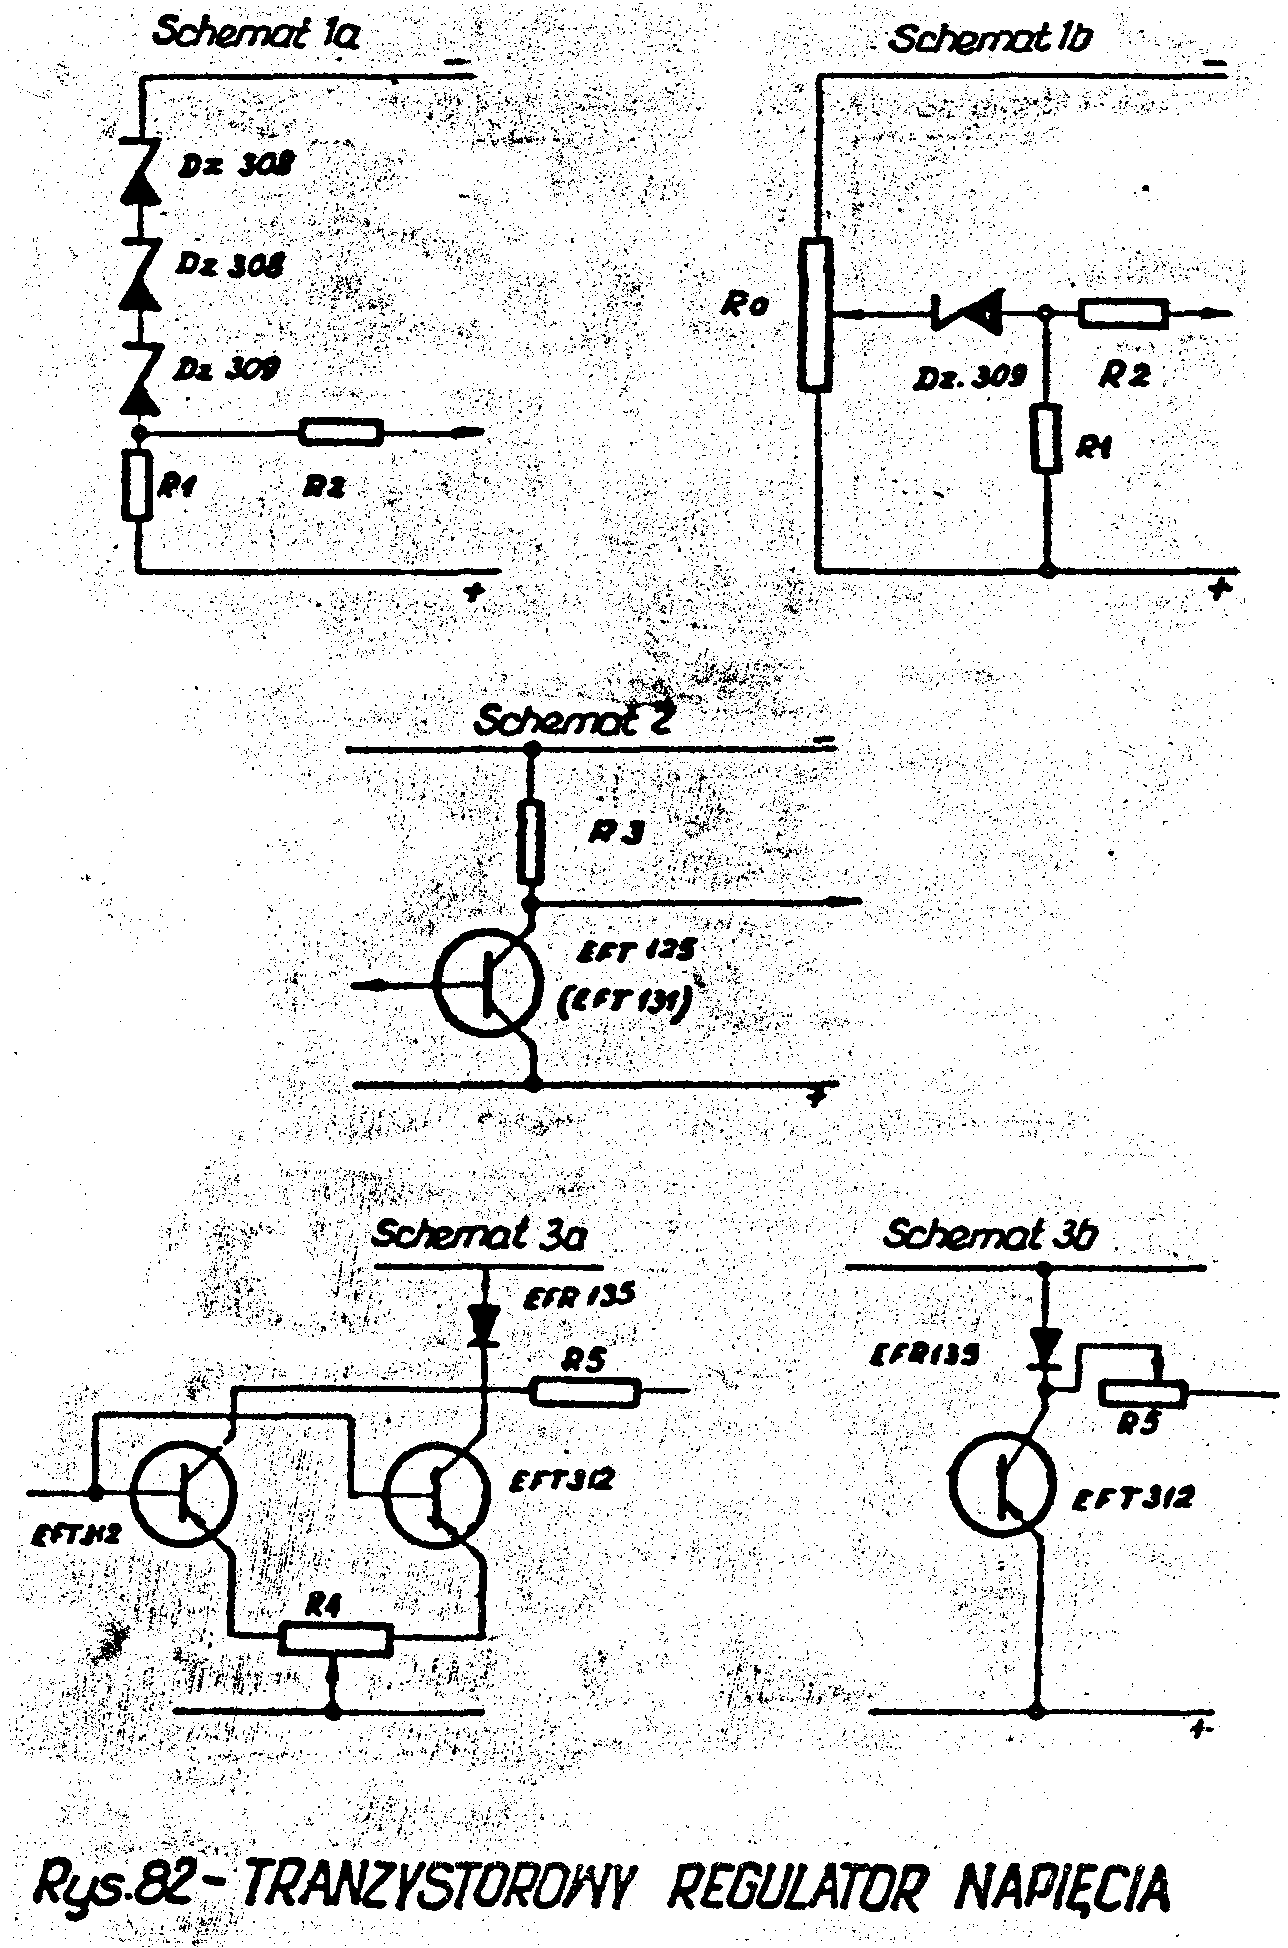 Schemat 1a
Schemat 1b
-
-
Dz 308
Dz 308
Dz 309
R1
R2
+
Ro
Dz. 309
R2
R1
+
Schemat 2
-
R3
EFT 125
(EFT 131)
+
Schemat 3a
EFR 135
R5
EFT 312
EFT312
R4
Schemat 3b
EFR135
R5
EFT312
+
Rys.82 - TRANZYSTOROWY REGULATOR NAPIĘCIA